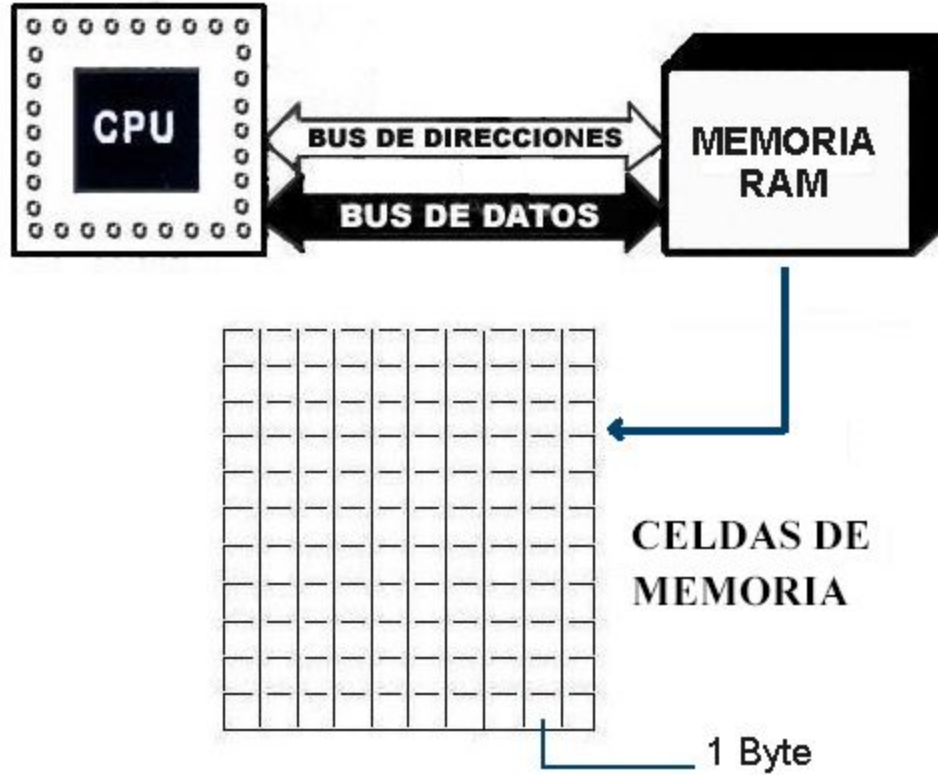 CPU
BUS DE DIRECCIONES
BUS DE DATOS
MEMORIA
RAM
CELDAS DE
MEMORIA
1 Byte